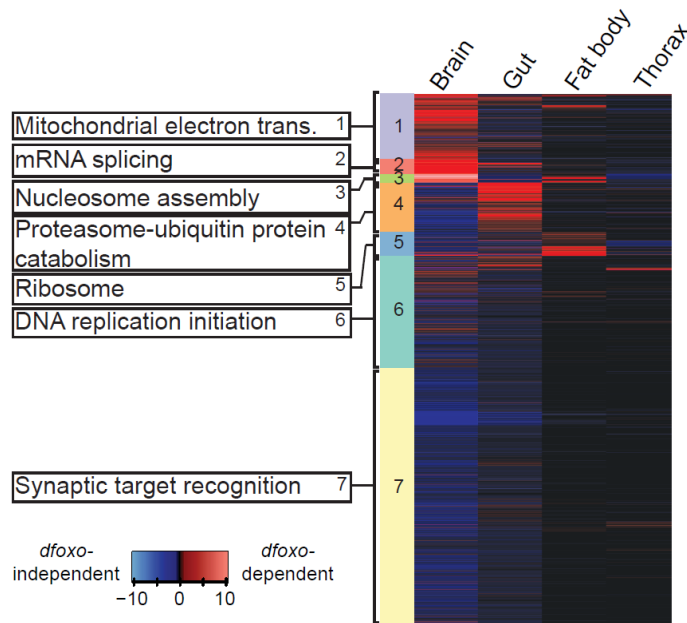 Brain Gut Fat body Thorax
Mitochondrial electron trans. 1
mRNA splicing 2
Nucleosome assembly 3
Proteasome-ubiquitin protein 4
catabolism
Ribosome 5
DNA replication initiation 6
Synaptic target recognition 7
1
2
3
4
5
6
7
dfoxo- dfoxo-
independent dependent
−10 0 10